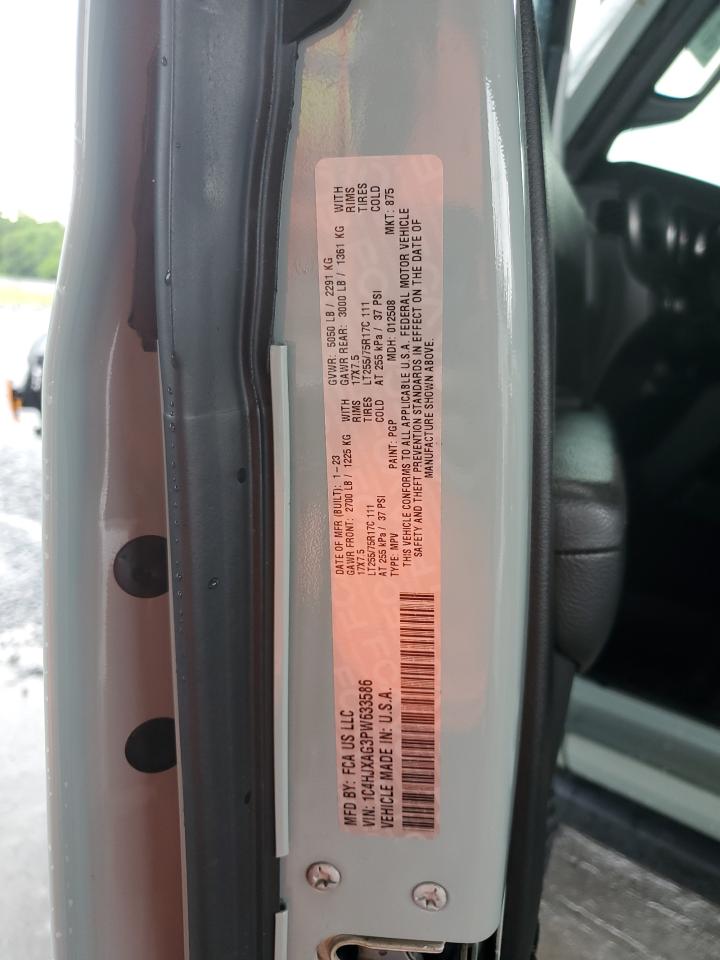 MFD BY: FCA US LLC
VIN: 1C4HJXAG3PW633586
VEHICLE MADE IN: U.S.A.
DATE OF MFR (BUILT): 1-23
GAWR FRONT: 2700 LB / 1225 KG WITH
17X7.5 RIMS
LT255/75R17C 111 TIRES
AT 255 kPa / 37 PSI COLD
GVWR: 5050 LB / 2291 KG
GAWR REAR: 3000 LB / 1361 KG WITH
17X7.5 RIMS
LT255/75R17C 111 TIRES
AT 255 kPa / 37 PSI COLD
TYPE: MPV PAINT: PGP MDH: 012508 MKT: 875
THIS VEHICLE CONFORMS TO ALL APPLICABLE U.S.A. FEDERAL MOTOR VEHICLE
SAFETY AND THEFT PREVENTION STANDARDS IN EFFECT ON THE DATE OF
MANUFACTURE SHOWN ABOVE.